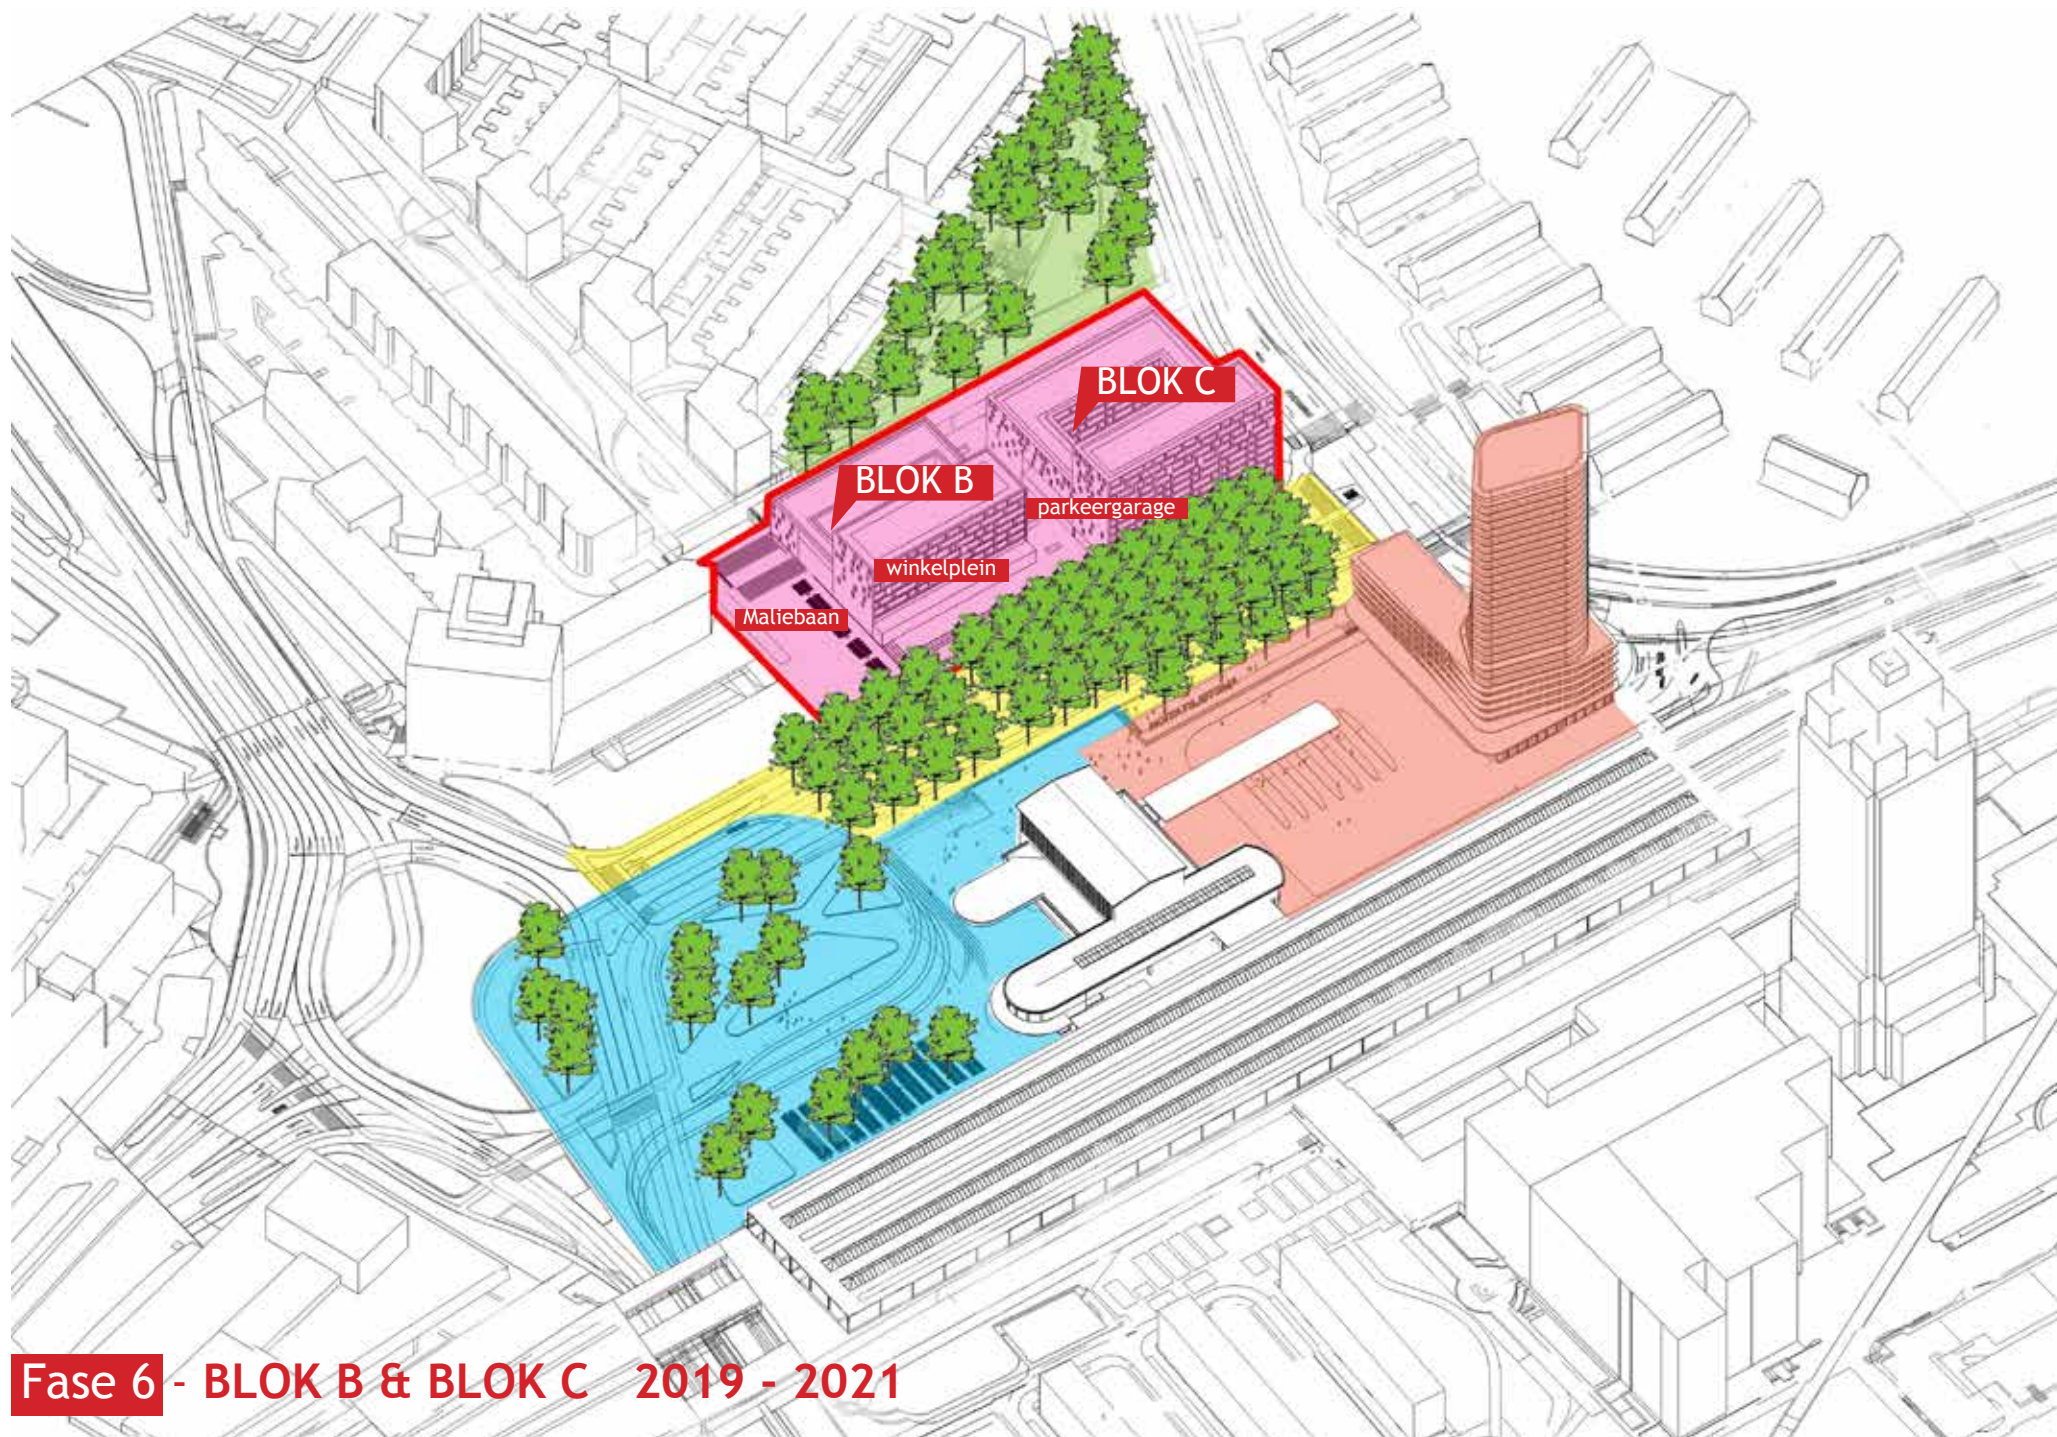 BLOK C
BLOK B
parkeergarage
winkelplein
Maliebaan
Fase 6 - BLOK B & BLOK C 2019 - 2021